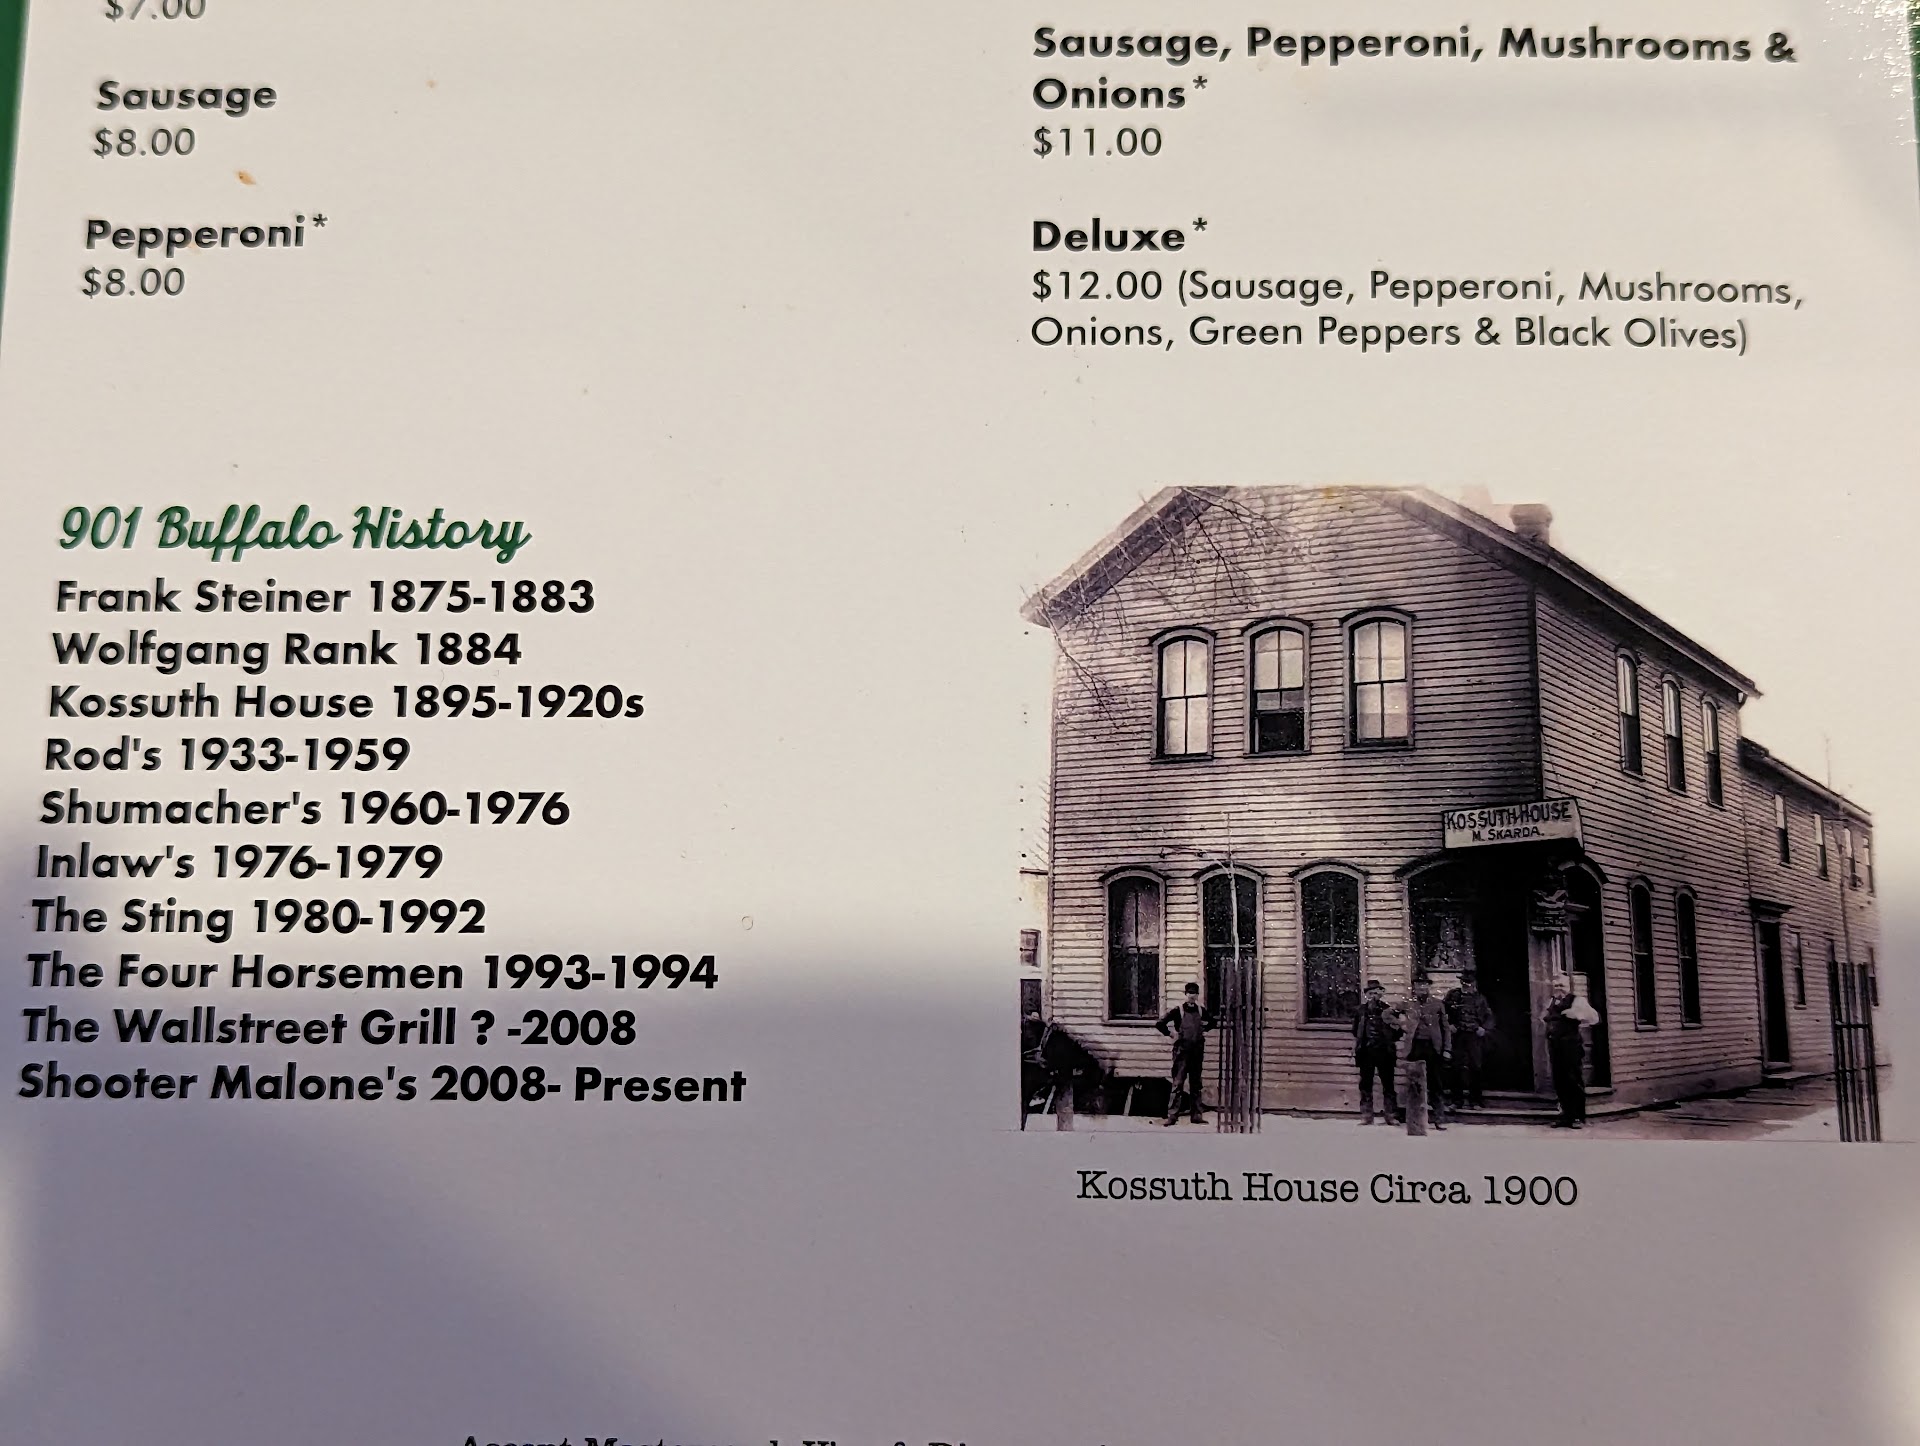 $7.00
Sausage
$8.00
Pepperoni*
$8.00
Sausage, Pepperoni, Mushrooms &
Onions*
$11.00
Deluxe*
$12.00 (Sausage, Pepperoni, Mushrooms,
Onions, Green Peppers & Black Olives)
901 Buffalo History
Frank Steiner 1875-1883
Wolfgang Rank 1884
Kossuth House 1895-1920s
Rod's 1933-1959
Shumacher's 1960-1976
Inlaw's 1976-1979
The Sting 1980-1992
The Four Horsemen 1993-1994
The Wallstreet Grill ? -2008
Shooter Malone's 2008- Present
KOSSUTH HOUSE
M. SKARDA.
Kossuth House Circa 1900